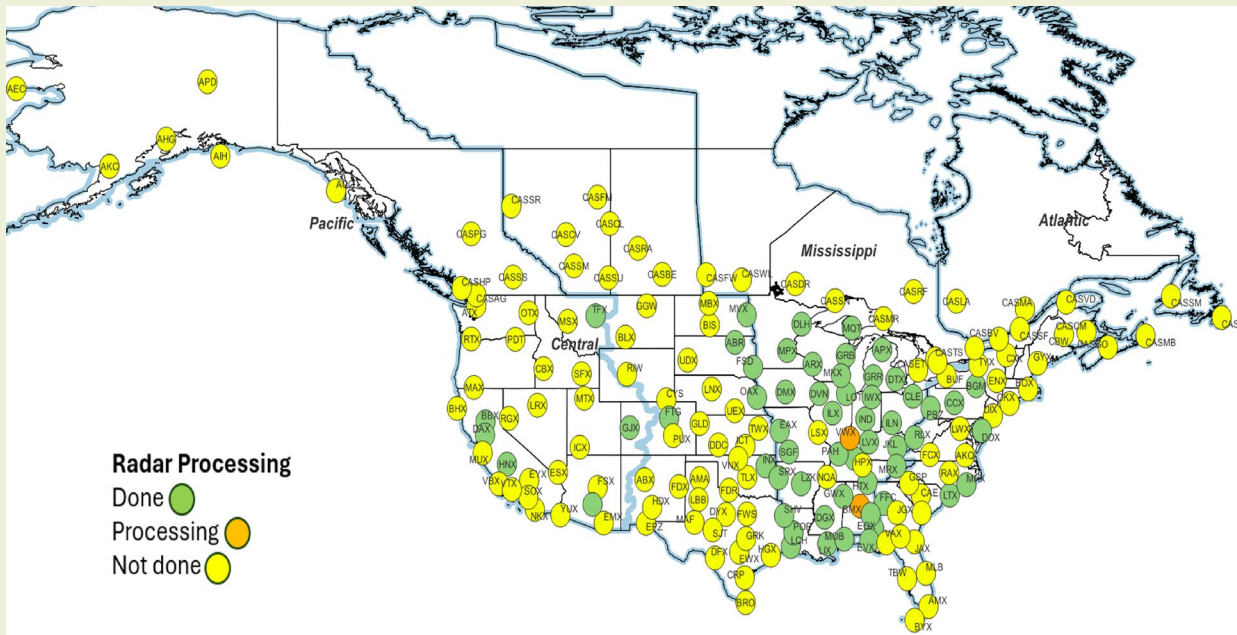 AEC
APD
AHG
AKC
AIH
Pacific
CASSR
CASFM
CASPG
CASCV
CASCL
CASRA
CASSM
CASSU
CASBE
CASSS
CASHP
CASAG
ATX
Mississippi
Atlantic
CASFW
CASWL
CASDR
CASSN
CASRF
CASLA
CASMR
CASMA
CASVD
CASSM
CASBV
CASSF
CASCM
CBW
CASGO
CASMB
CASET
CASTS
OTX
MSX
TFX
GGW
MBX
MVX
BIS
DLH
MQT
RTX
PDT
Central
BLX
ABR
MPX
ARX
GRB
APX
TYX
CXX
GYX
CBX
SFX
RIW
UDX
FSD
MKX
GRR
DTX
BUF
BGM
ENX
BOX
OKX
MAX
BHX
LRX
MTX
CYS
LNX
OAX
DMX
DVN
LOT
IWX
CLE
CCX
PBZ
DIX
BBX
DAX
RGX
GJX
FTG
GLD
UEX
ILX
IND
ILN
LWX
DOX
MUX
HNX
ICX
PUX
DDC
ICT
TWX
EAX
LSX
VWX
LVX
JKL
RLX
FCX
AKQ
PAH
Radar Processing
Done
Processing
Not done
VBX
VTX
EYX
SOX
NKX
ESX
YUX
FSX
EMX
ABX
HDX
EPZ
FDX
AMA
LBB
MAF
VNX
TLX
FDR
DYX
FWS
SJT
INX
SGF
SRX
LZK
NQA
HPX
MRX
GSP
RAX
MHX
LTX
CAE
HTX
GWX
BMX
FFC
JGX
SHV
DGX
POE
LCH
LIX
MOB
EOX
EVX
VAX
JAX
GRK
EWX
DFX
HGX
CRP
BRO
TBW
MLB
AMX
BYX